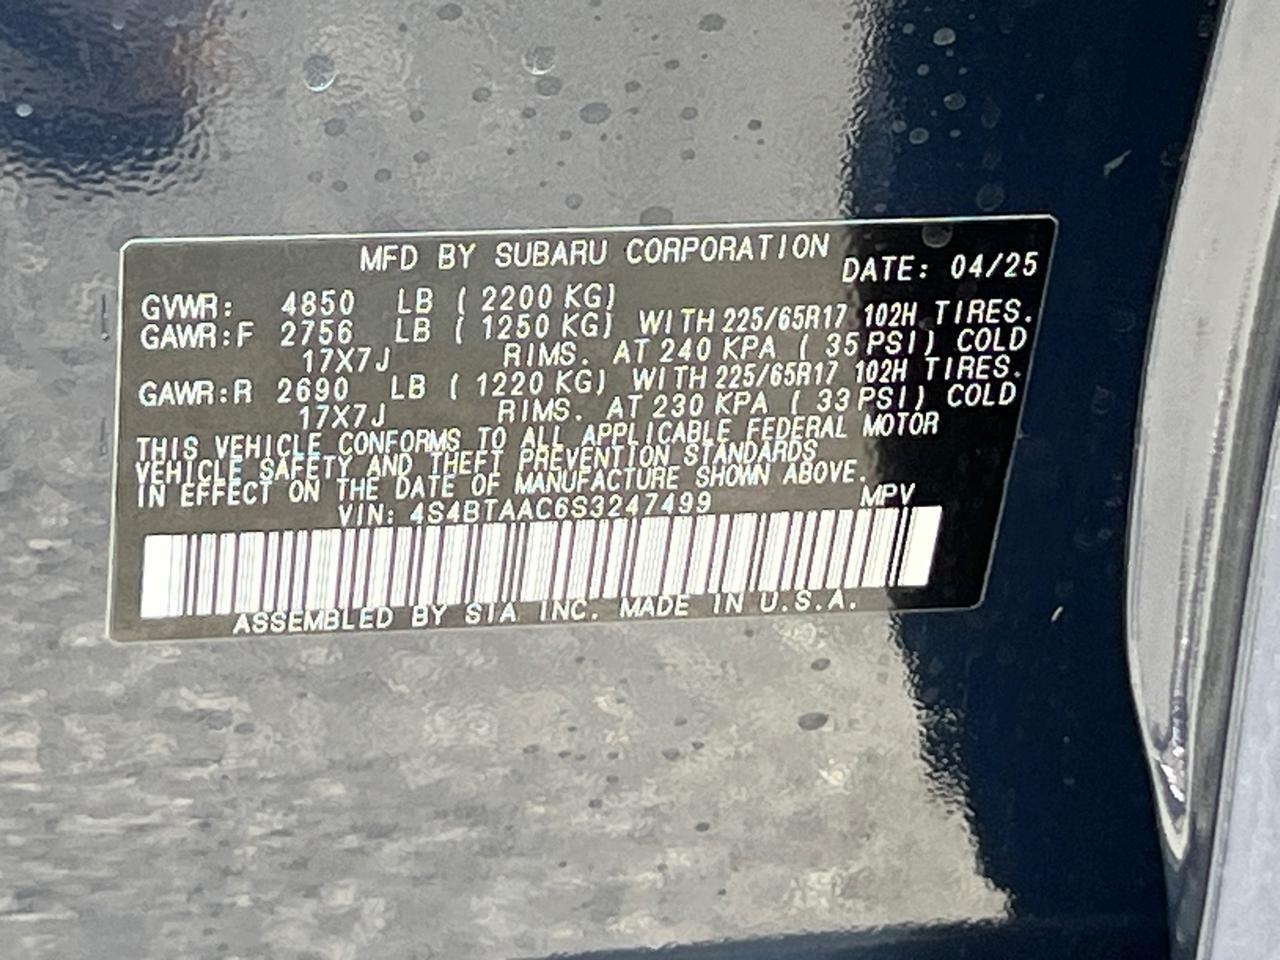 MFD BY SUBARU CORPORATION
DATE: 04/25
GVWR: 4850 LB ( 2200 KG)
GAWR:F 2756 LB ( 1250 KG) WITH 225/65R17 102H TIRES.
17X7J RIMS. AT 240 KPA ( 35 PSI) COLD
GAWR:R 2690 LB ( 1220 KG) WITH 225/65R17 102H TIRES.
17X7J RIMS. AT 230 KPA ( 33 PSI) COLD
THIS VEHICLE CONFORMS TO ALL APPLICABLE FEDERAL MOTOR
VEHICLE SAFETY AND THEFT PREVENTION STANDARDS
IN EFFECT ON THE DATE OF MANUFACTURE SHOWN ABOVE.
VIN: 4S4BTAAC6S3247499 MPV
ASSEMBLED BY SIA INC. MADE IN U.S.A.